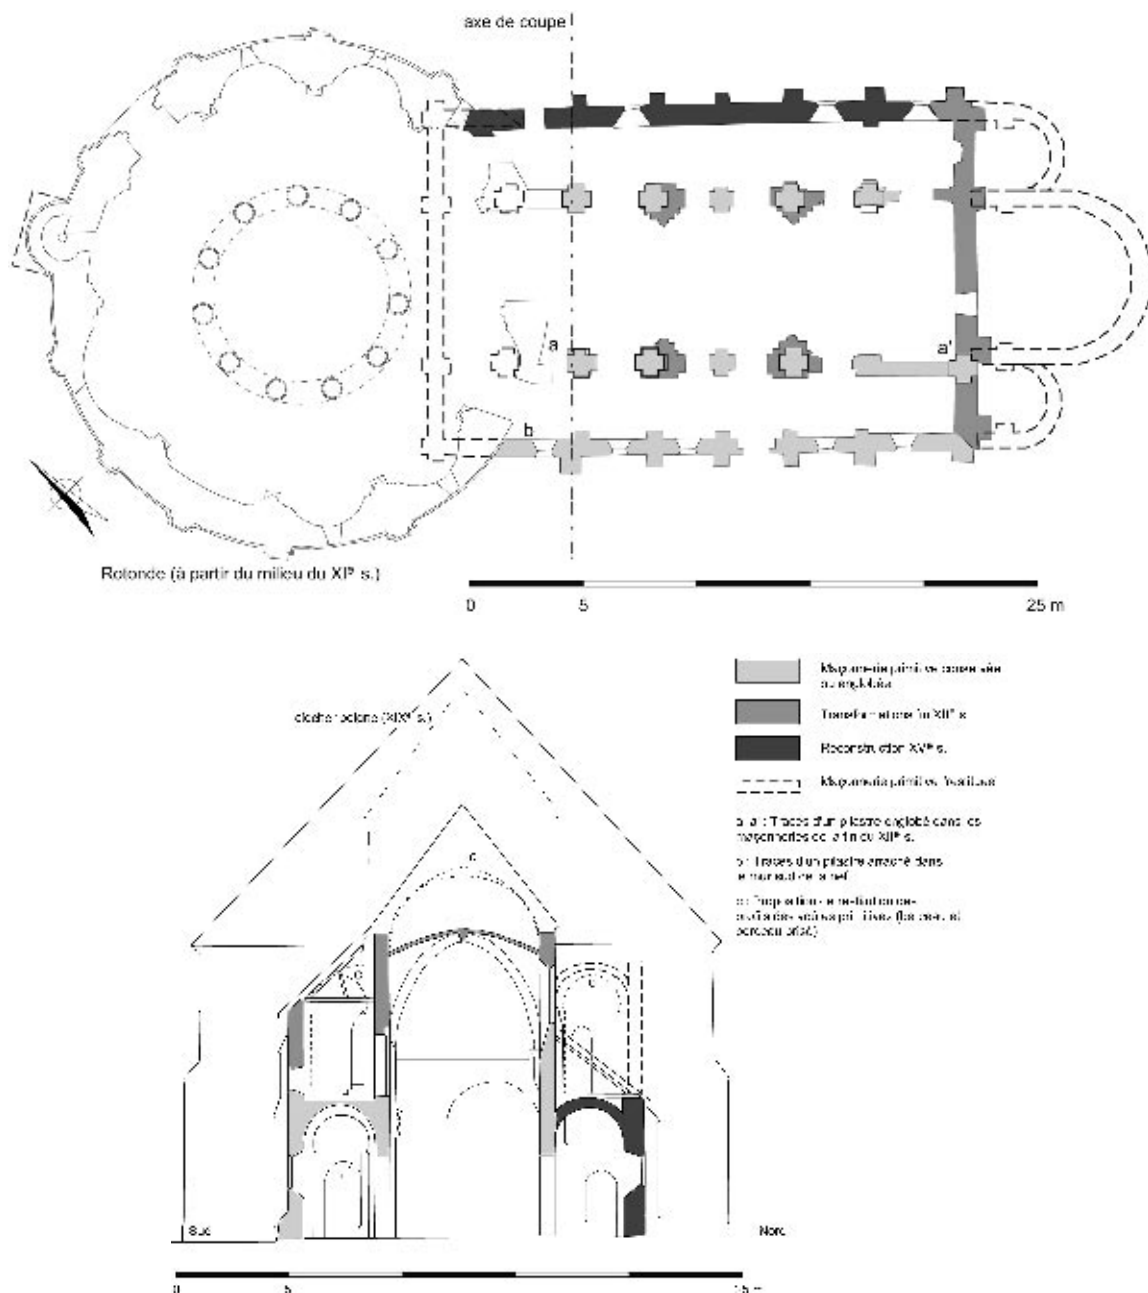 axe de coupe
a
a'
b
Rotonde (à partir du milieu du XIe s.)
0 5 25 m
Maçonnerie primitive conservée
ou englobée
clocher
(XIXe s.)
Transformations fin XIIe s.
Reconstruction XVe s.
Maçonnerie primitive restituée
a, a' : Traces d'un pilastre englobé dans les
maçonneries de la fin du XIIe s.
b : Traces d'un pilastre arraché dans
le mur sud de la nef
c : Proposition de restitution des
profils des voûtes primitives (berceau et
berceau brisé)
c
c
c
Sud
Nord
0 5